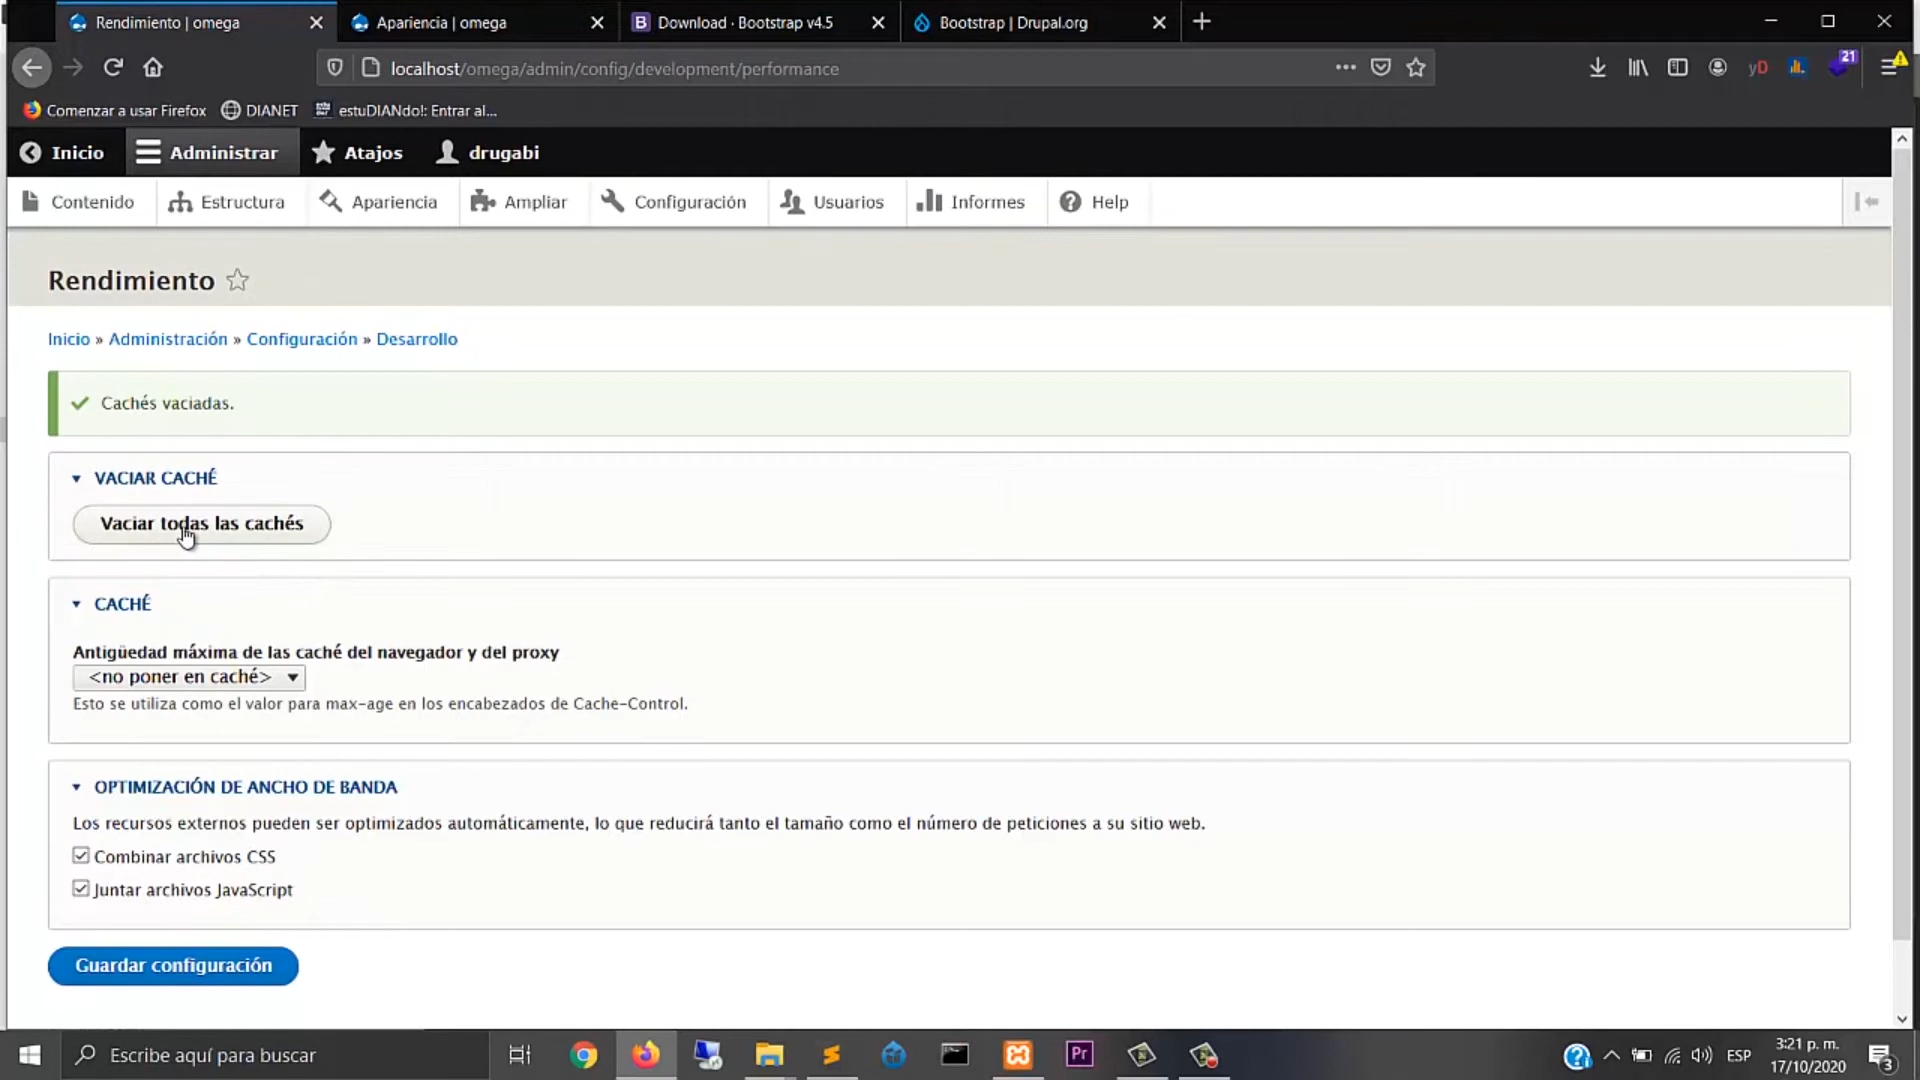 Rendimiento | omega
Apariencia | omega
Download · Bootstrap v4.5
Bootstrap | Drupal.org
localhost/omega/admin/config/development/performance
21
Comenzar a usar Firefox
DIANET
estuDIANdo!: Entrar al...
Inicio
Administrar
Atajos
drugabi
Contenido
Estructura
Apariencia
Ampliar
Configuración
Usuarios
Informes
Help
Rendimiento
Inicio » Administración » Configuración » Desarrollo
Cachés vaciadas.
VACIAR CACHÉ
Vaciar todas las cachés
CACHÉ
Antigüedad máxima de las caché del navegador y del proxy
<no poner en caché>
Esto se utiliza como el valor para max-age en los encabezados de Cache-Control.
OPTIMIZACIÓN DE ANCHO DE BANDA
Los recursos externos pueden ser optimizados automáticamente, lo que reducirá tanto el tamaño como el número de peticiones a su sitio web.
Combinar archivos CSS
Juntar archivos JavaScript
Guardar configuración
Escribe aquí para buscar
Pr
ESP
3:21 p. m.
17/10/2020
3